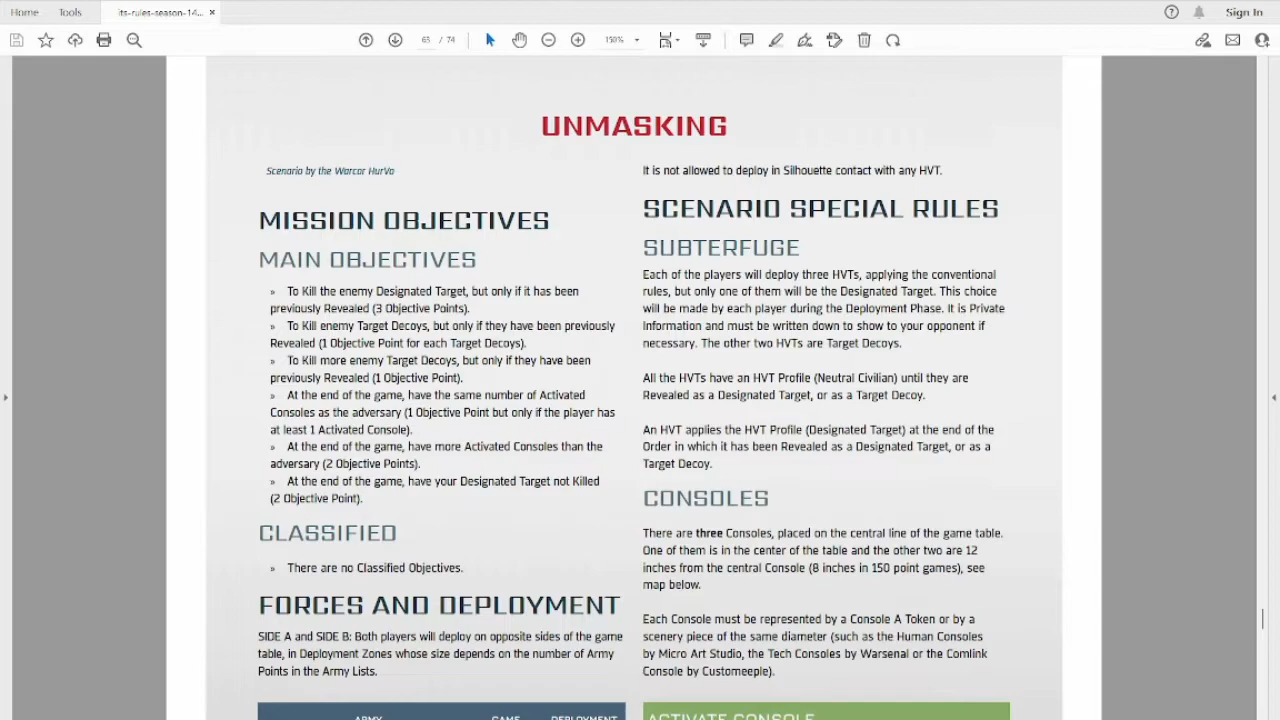 Home Tools its-rules-season-14... × Sign In
65 / 74 150%
UNMASKING
Scenario by the Warcor HurVo
MISSION OBJECTIVES
MAIN OBJECTIVES
» To Kill the enemy Designated Target, but only if it has been
previously Revealed (3 Objective Points).
» To Kill enemy Target Decoys, but only if they have been previously
Revealed (1 Objective Point for each Target Decoys).
» To Kill more enemy Target Decoys, but only if they have been
previously Revealed (1 Objective Point).
» At the end of the game, have the same number of Activated
Consoles as the adversary (1 Objective Point but only if the player has
at least 1 Activated Console).
» At the end of the game, have more Activated Consoles than the
adversary (2 Objective Points).
» At the end of the game, have your Designated Target not Killed
(2 Objective Point).
CLASSIFIED
» There are no Classified Objectives.
FORCES AND DEPLOYMENT
SIDE A and SIDE B: Both players will deploy on opposite sides of the game
table, in Deployment Zones whose size depends on the number of Army
Points in the Army Lists.
ARMY GAME DEPLOYMENT
It is not allowed to deploy in Silhouette contact with any HVT.
SCENARIO SPECIAL RULES
SUBTERFUGE
Each of the players will deploy three HVTs, applying the conventional
rules, but only one of them will be the Designated Target. This choice
will be made by each player during the Deployment Phase. It is Private
Information and must be written down to show to your opponent if
necessary. The other two HVTs are Target Decoys.
All the HVTs have an HVT Profile (Neutral Civilian) until they are
Revealed as a Designated Target, or as a Target Decoy.
An HVT applies the HVT Profile (Designated Target) at the end of the
Order in which it has been Revealed as a Designated Target, or as a
Target Decoy.
CONSOLES
There are three Consoles, placed on the central line of the game table.
One of them is in the center of the table and the other two are 12
inches from the central Console (8 inches in 150 point games), see
map below.
Each Console must be represented by a Console A Token or by a
scenery piece of the same diameter (such as the Human Consoles
by Micro Art Studio, the Tech Consoles by Warsenal or the Comlink
Console by Customeeple).
ACTIVATE CONSOLE